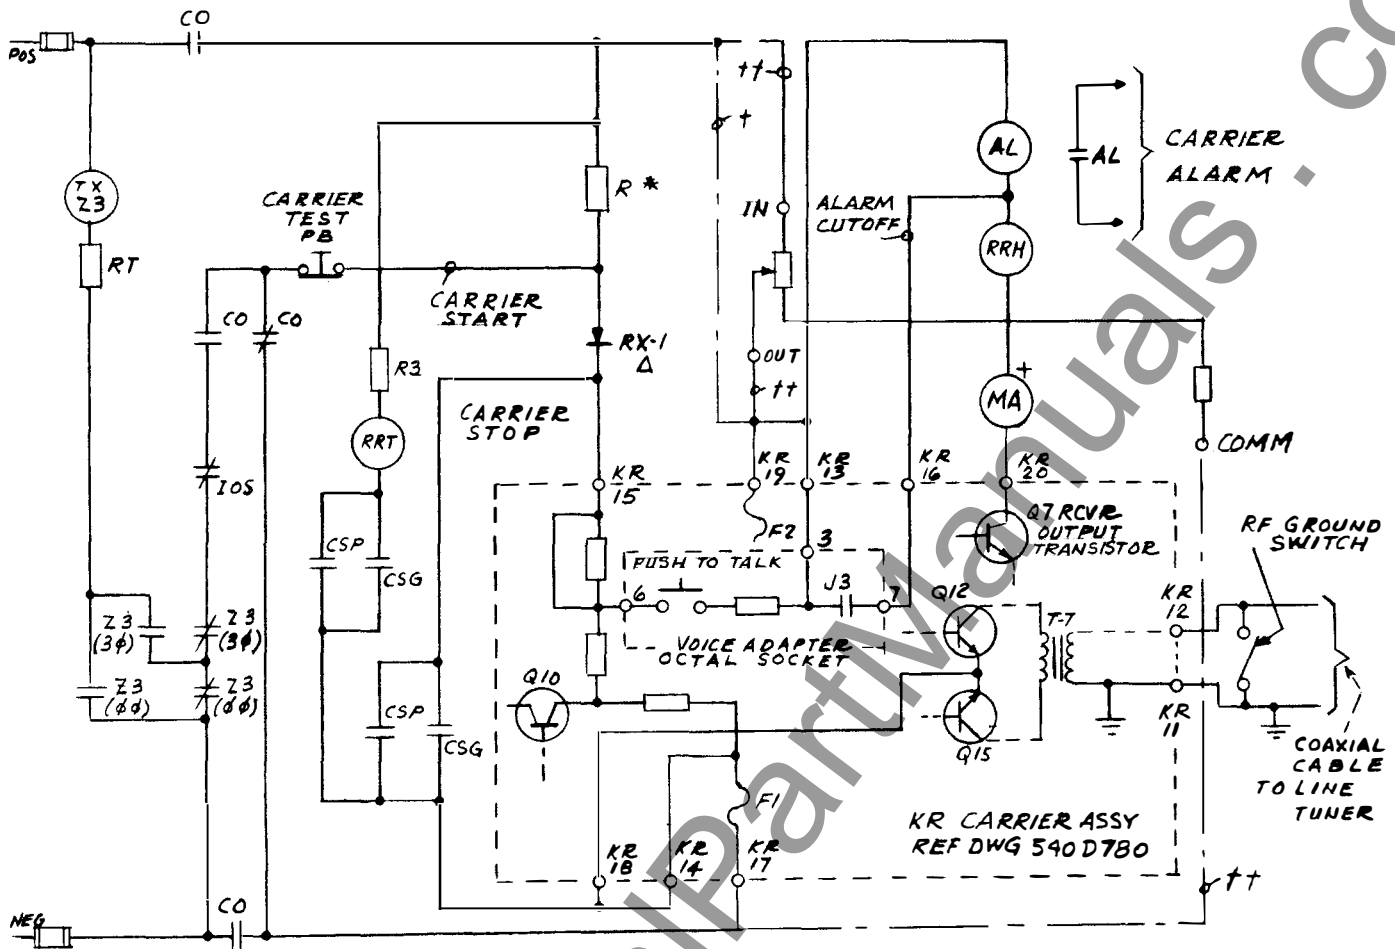 POS
CO
TX
Z3
RT
CARRIER
TEST
PB
CO
CO
IOS
Z3
(3φ)
Z3
(3φ)
Z3
(φφ)
Z3
(φφ)
NEG
CO
R *
CARRIER
START
RX-1
Δ
R3
RRT
CARRIER
STOP
CSP
CSG
CSP
CSG
††
†
IN
OUT
††
ALARM
CUTOFF
AL
RRH
+
MA
AL
CARRIER
ALARM
COMM
KR
15
KR
19
KR
13
KR
16
KR
20
F2
3
PUSH TO TALK
6
J3
7
VOICE ADAPTER
OCTAL SOCKET
Q7 RCVR
OUTPUT
TRANSISTOR
Q10
Q12
Q15
T-7
KR
12
KR
11
RF GROUND
SWITCH
COAXIAL
CABLE
TO LINE
TUNER
F1
KR
18
KR
14
KR
17
KR CARRIER ASSY
REF DWG 540D780
††
lPartManuals . co